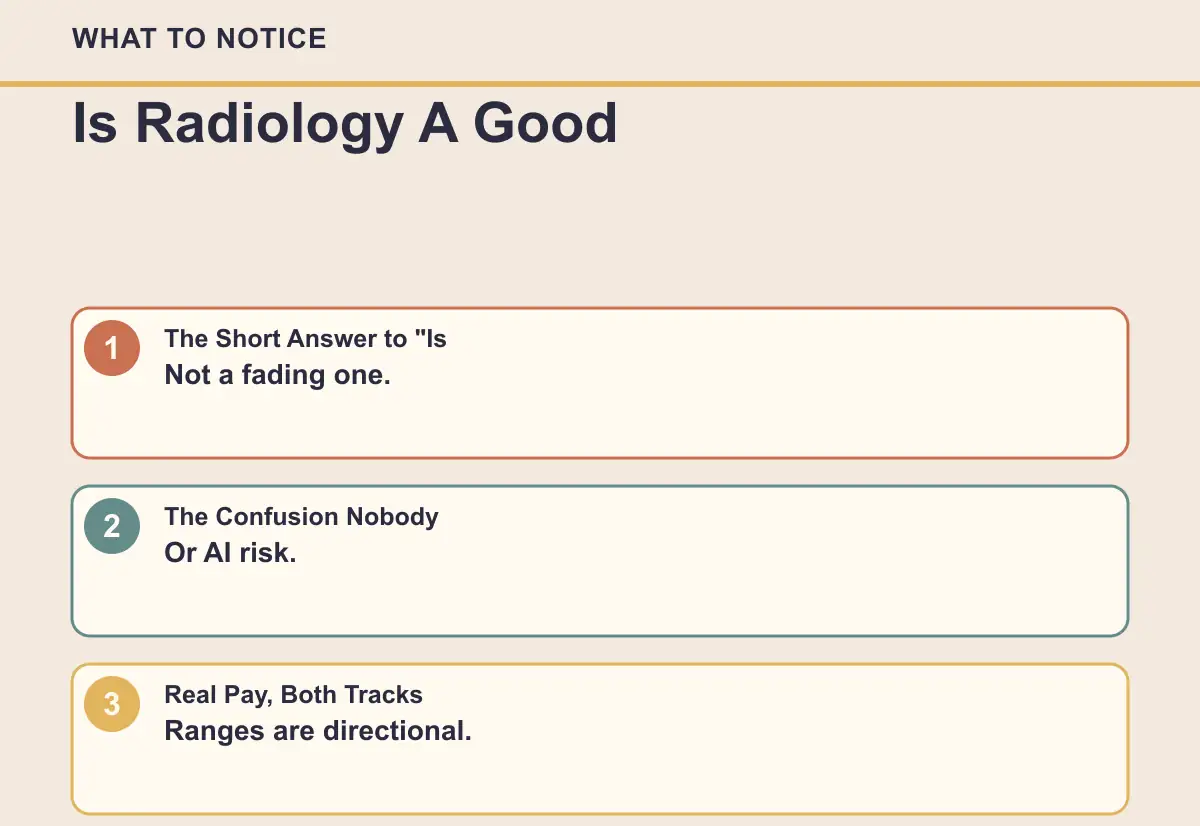 WHAT TO NOTICE
Is Radiology A Good
1
The Short Answer to "Is
Not a fading one.
2
The Confusion Nobody
Or AI risk.
3
Real Pay, Both Tracks
Ranges are directional.